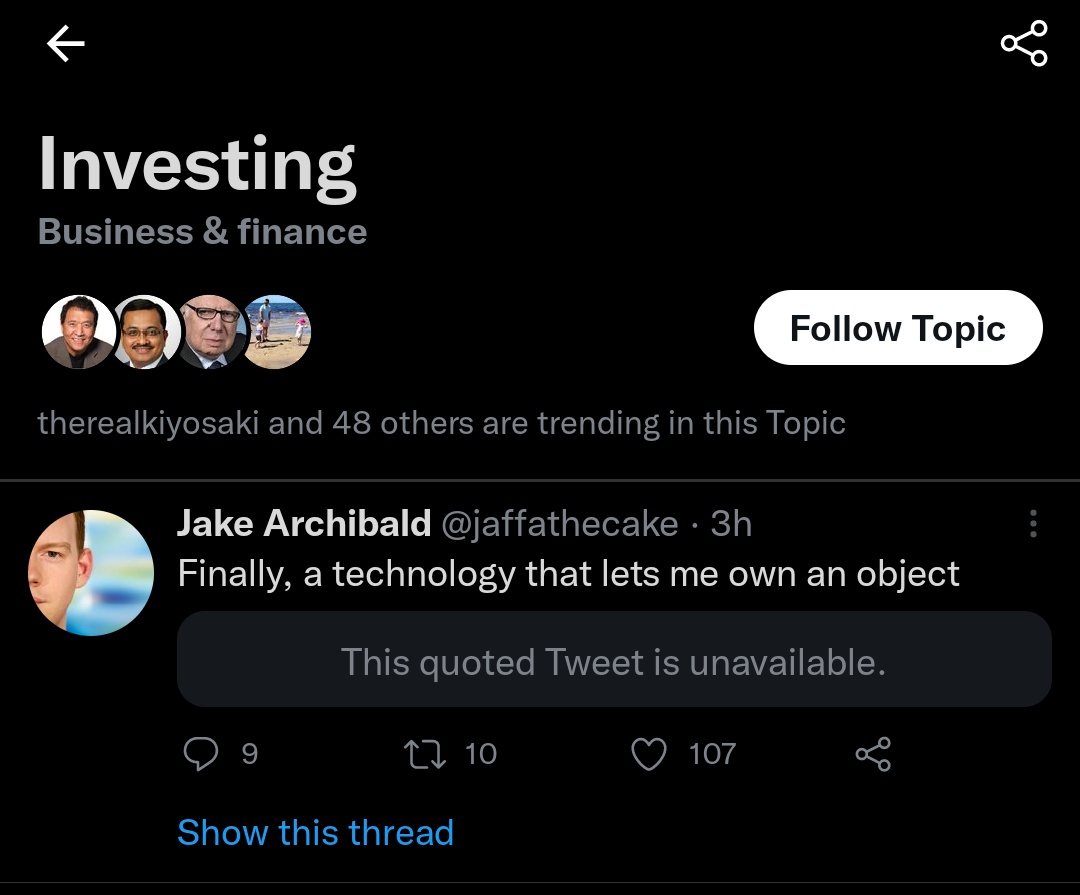 Investing
Business & finance
Follow Topic
therealkiyosaki and 48 others are trending in this Topic
Jake Archibald @jaffathecake · 3h
Finally, a technology that lets me own an object
This quoted Tweet is unavailable.
9 10 107
Show this thread